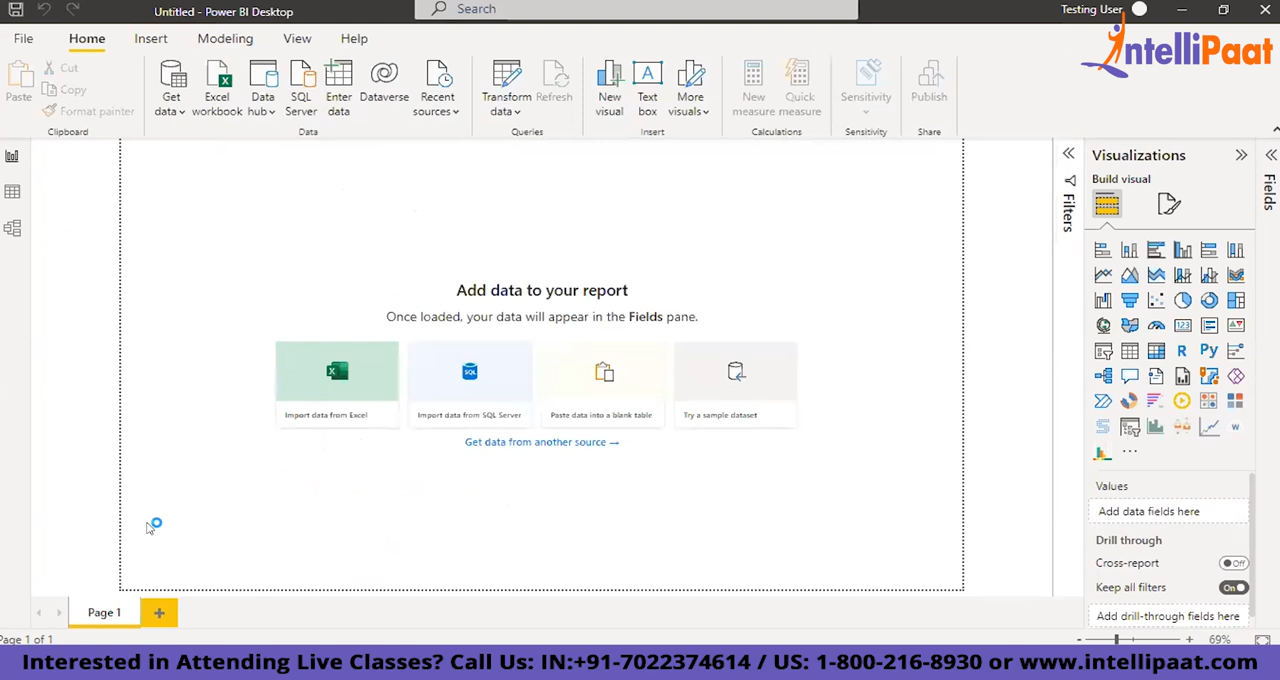 Untitled - Power BI Desktop
Search
Testing User
File Home Insert Modeling View Help
IntelliPaat
Paste
Cut
Copy
Format painter
Get data
Excel workbook
Data hub
SQL Server
Enter data
Dataverse
Recent sources
Transform data
Refresh
New visual
Text box
More visuals
New measure
Quick measure
Sensitivity
Publish
Clipboard
Data
Queries
Insert
Calculations
Sensitivity
Share
Filters
Visualizations
Fields
Build visual
Add data to your report
Once loaded, your data will appear in the Fields pane.
Import data from Excel
Import data from SQL Server
Paste data into a blank table
Try a sample dataset
Get data from another source →
Values
Add data fields here
Drill through
Cross-report Off
Keep all filters On
Add drill-through fields here
Page 1
Page 1 of 1
69%
Interested in Attending Live Classes? Call Us: IN:+91-7022374614 / US: 1-800-216-8930 or www.intellipaat.com